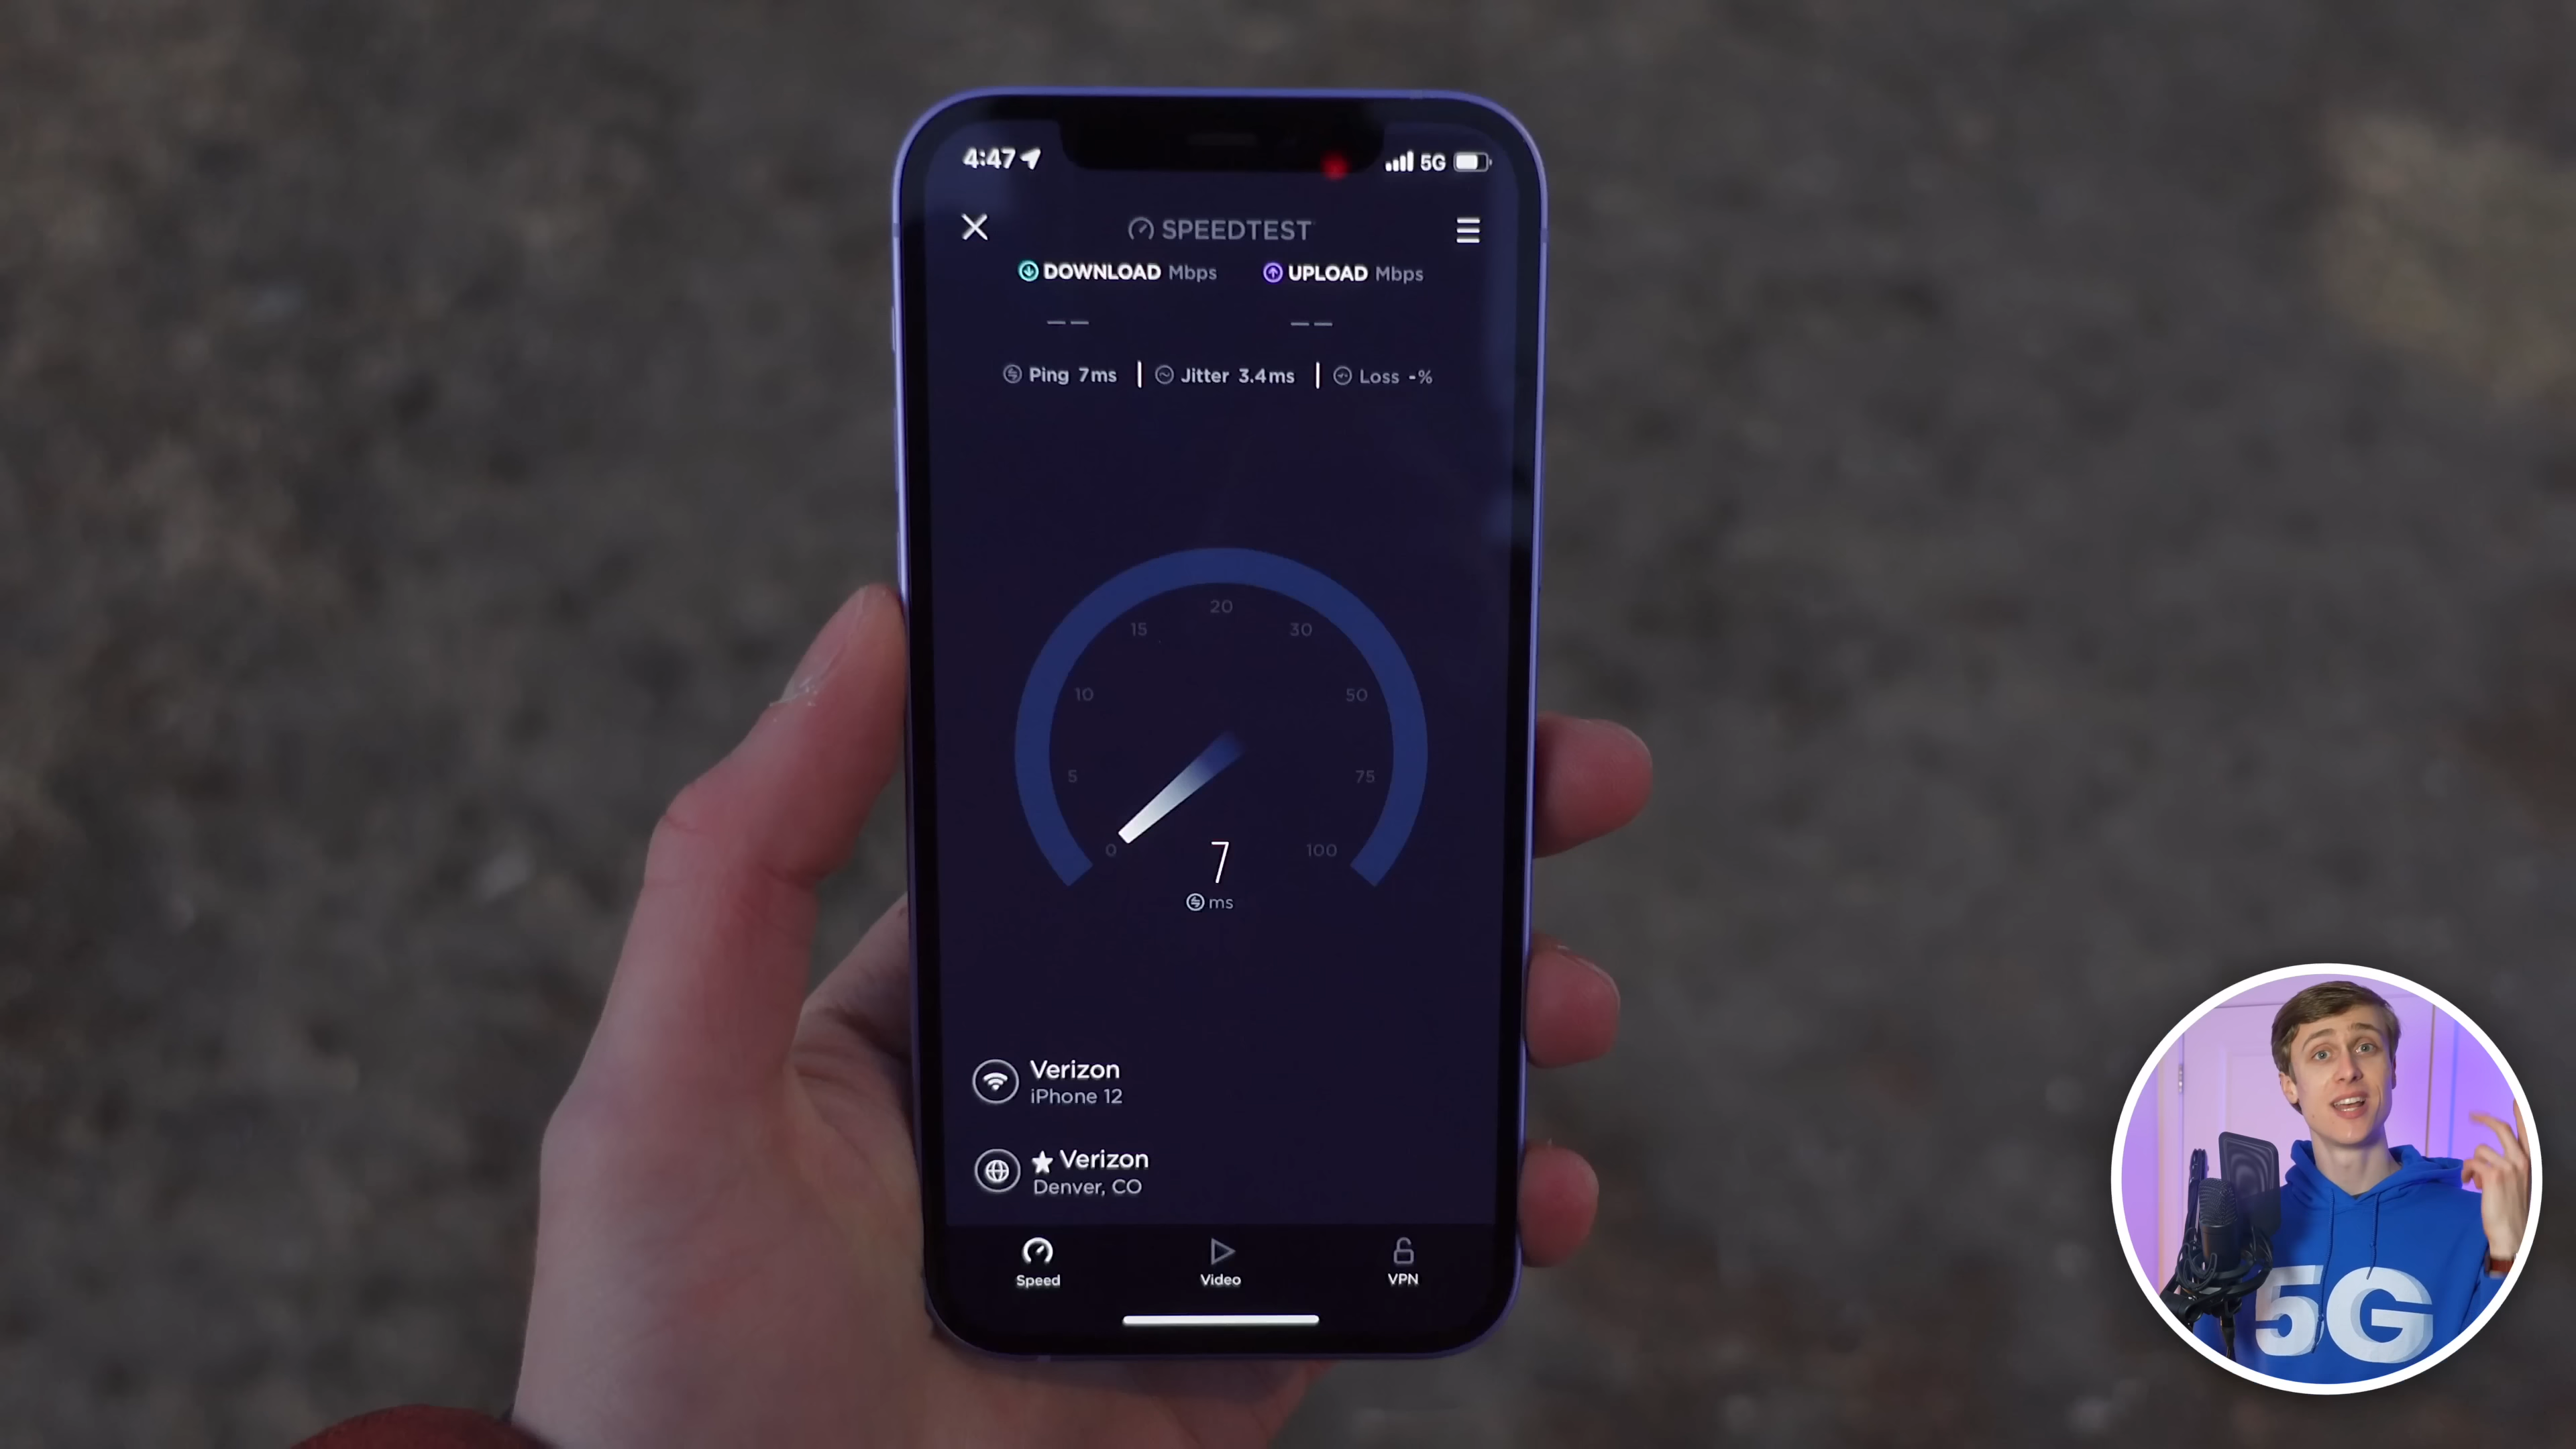 4:47 5G
SPEEDTEST
DOWNLOAD Mbps UPLOAD Mbps
—— ——
Ping 7ms Jitter 3.4ms Loss -%
20
15 30
10 50
5 75
0 7 100
ms
Verizon
iPhone 12
Verizon
Denver, CO
Speed Video VPN
5G